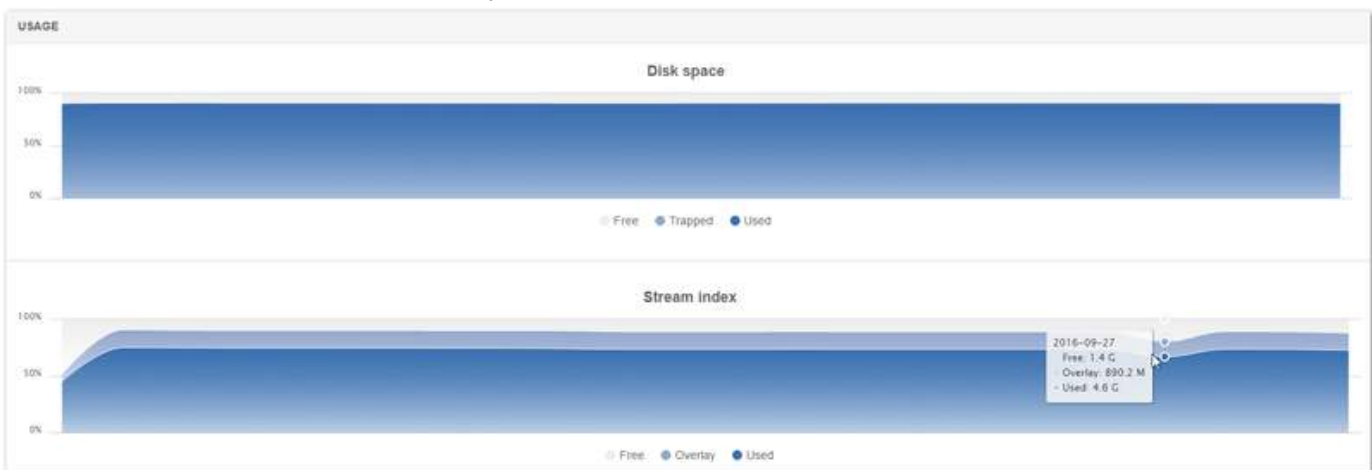 USAGE
Disk space
100%
50%
0%
Free Trapped Used
Stream index
100%
50%
0%
2016-09-27
Free: 1.4 G
- Overlay: 890.2 M
- Used: 4.6 G
Free Overlay Used